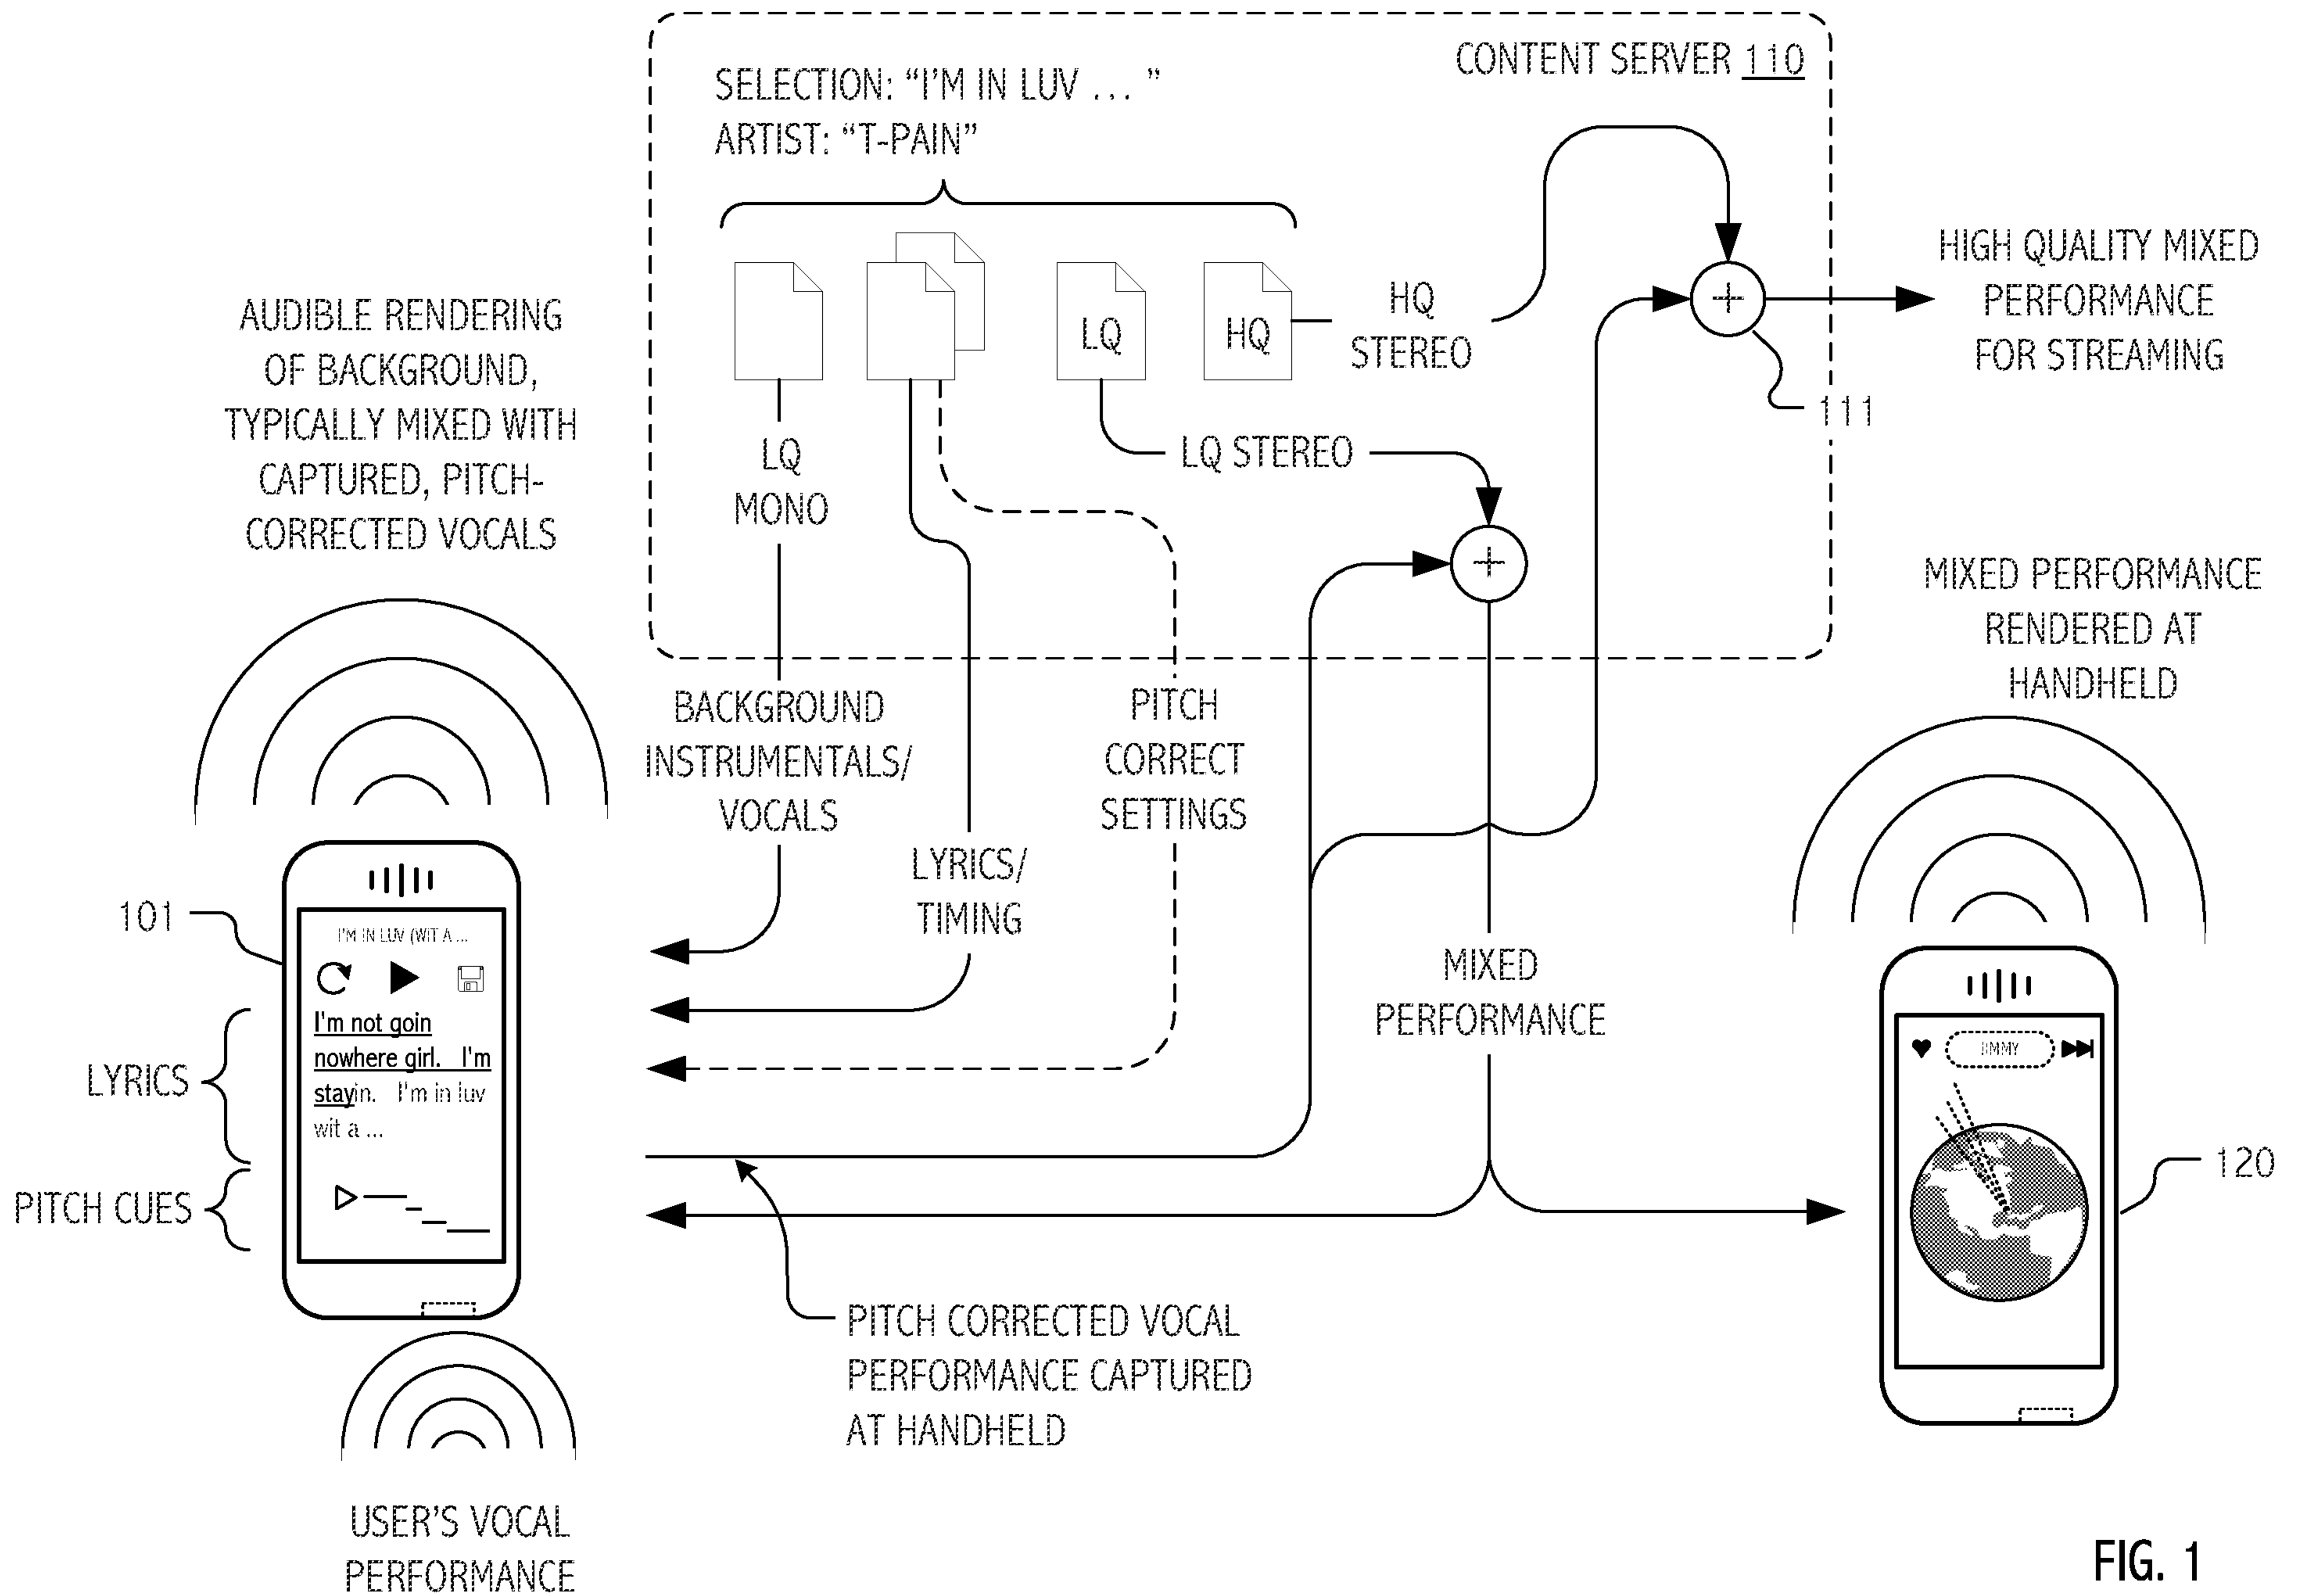 CONTENT SERVER 110
SELECTION: “I’M IN LUV ... ”
ARTIST: “T-PAIN”
LQ
HQ
HQ
STEREO
HIGH QUALITY MIXED
PERFORMANCE
FOR STREAMING
111
LQ
MONO
LQ STEREO
AUDIBLE RENDERING
OF BACKGROUND,
TYPICALLY MIXED WITH
CAPTURED, PITCH-
CORRECTED VOCALS
MIXED PERFORMANCE
RENDERED AT
HANDHELD
BACKGROUND
INSTRUMENTALS/
VOCALS
PITCH
CORRECT
SETTINGS
LYRICS/
TIMING
MIXED
PERFORMANCE
101
I'M IN LUV (WIT A ...
I'm not goin
nowhere girl. I'm
stayin. I'm in luv
wit a ...
LYRICS
PITCH CUES
JIMMY
120
PITCH CORRECTED VOCAL
PERFORMANCE CAPTURED
AT HANDHELD
USER’S VOCAL
PERFORMANCE
FIG. 1